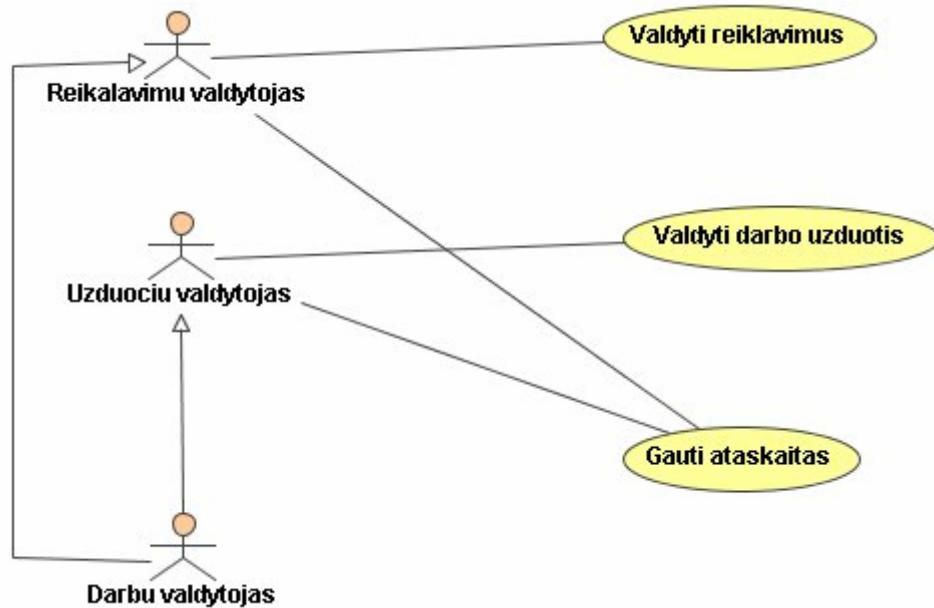 Valdyti reiklavimus
Reikalavimu valdytojas
Valdyti darbo uzduotis
Uzduociu valdytojas
Gauti ataskaitas
Darbu valdytojas